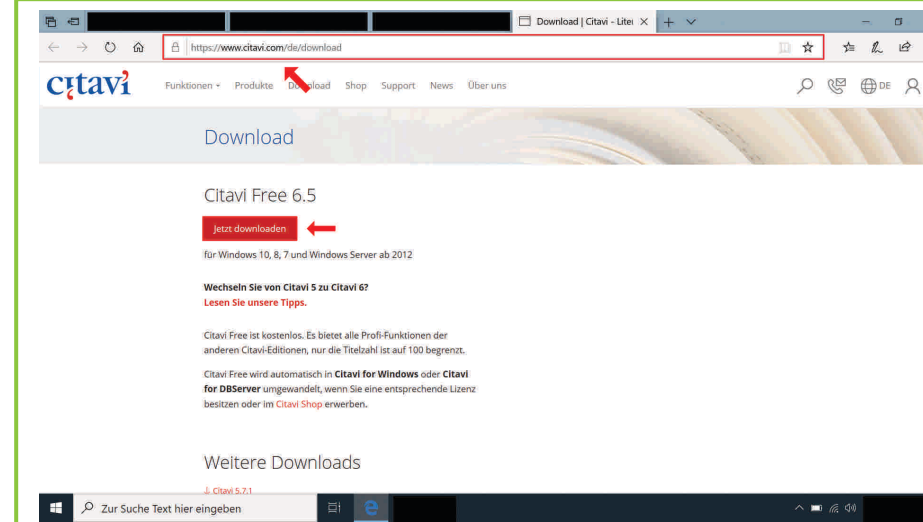 Download | Citavi - Liter
https://www.citavi.com/de/download
cıtavi
Funktionen Produkte Download Shop Support News Über uns
DE
Download
Citavi Free 6.5
Jetzt downloaden
für Windows 10, 8, 7 und Windows Server ab 2012
Wechseln Sie von Citavi 5 zu Citavi 6?
Lesen Sie unsere Tipps.
Citavi Free ist kostenlos. Es bietet alle Profi-Funktionen der
anderen Citavi-Editionen, nur die Titelzahl ist auf 100 begrenzt.
Citavi Free wird automatisch in Citavi for Windows oder Citavi
for DBServer umgewandelt, wenn Sie eine entsprechende Lizenz
besitzen oder im Citavi Shop erwerben.
Weitere Downloads
Citavi 5.7.1
Zur Suche Text hier eingeben